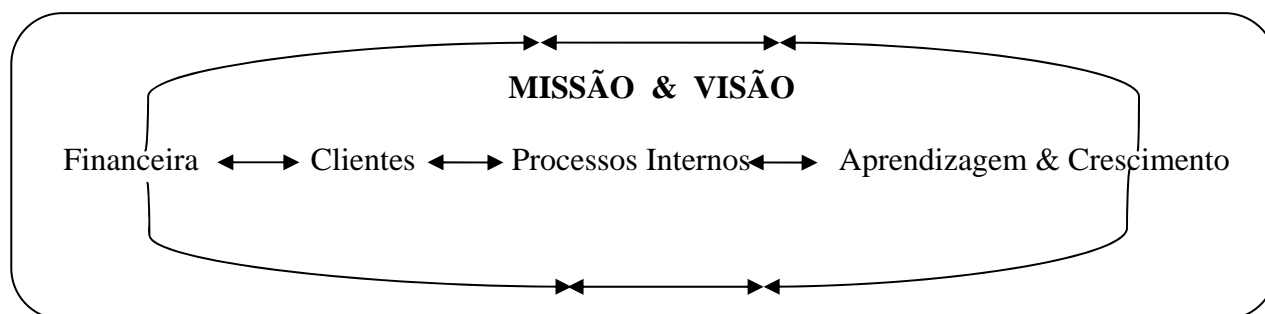 MISSÃO & VISÃO
Financeira Clientes Processos Internos Aprendizagem & Crescimento